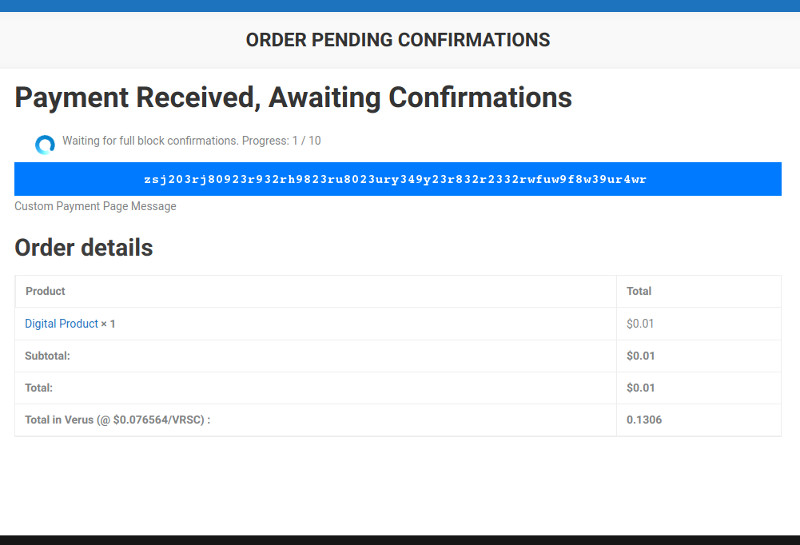 ORDER PENDING CONFIRMATIONS
Payment Received, Awaiting Confirmations
Waiting for full block confirmations. Progress: 1 / 10
zsj203rj80923r932rh9823ru8023ury349y23r832r2332rwfuw9f8w39ur4wr
Custom Payment Page Message
Order details
Product Total
Digital Product × 1 $0.01
Subtotal: $0.01
Total: $0.01
Total in Verus (@ $0.076564/VRSC) : 0.1306